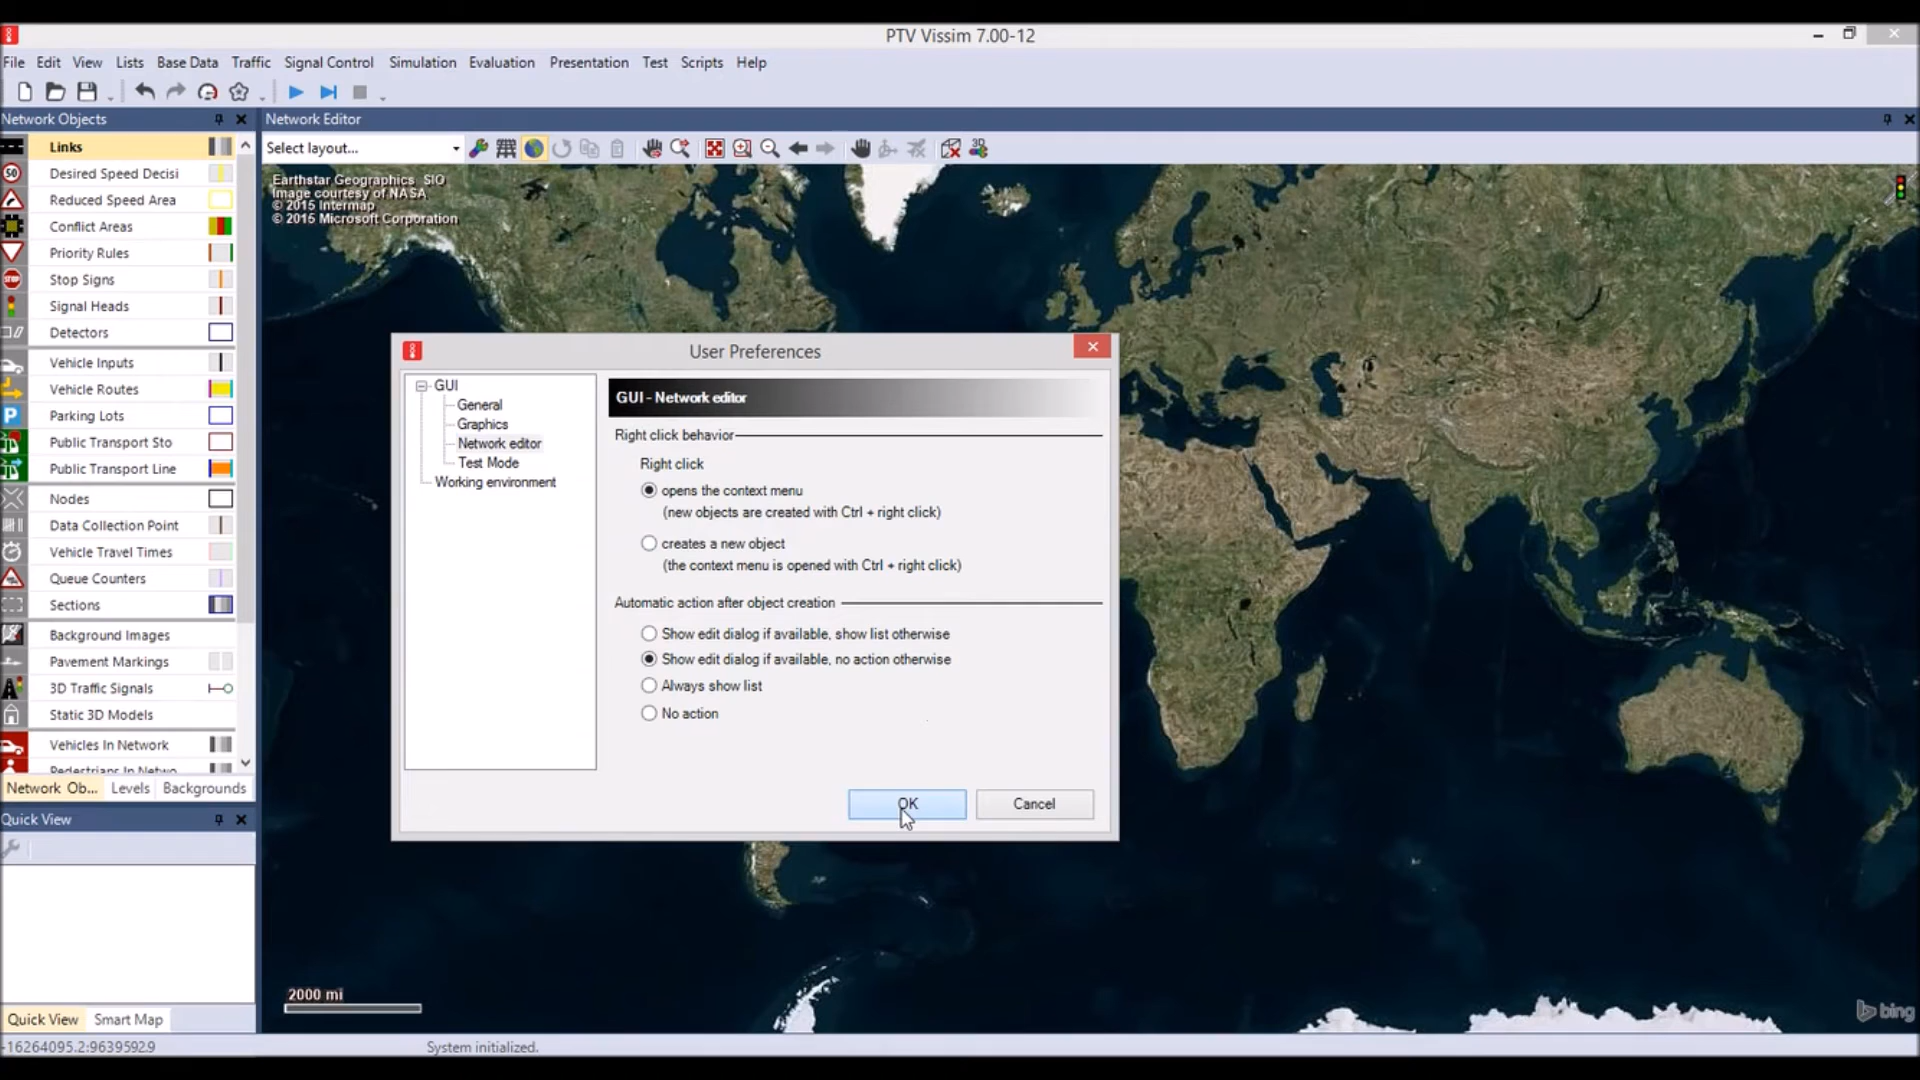 PTV Vissim 7.00-12
File Edit View Lists Base Data Traffic Signal Control Simulation Evaluation Presentation Test Scripts Help
Network Objects
Network Editor
Links
Select layout...
50
Desired Speed Decisi
Reduced Speed Area
Conflict Areas
Priority Rules
STOP
Stop Signs
Signal Heads
Detectors
Vehicle Inputs
Vehicle Routes
P
Parking Lots
Public Transport Sto
Public Transport Line
Nodes
Data Collection Point
Vehicle Travel Times
Queue Counters
Sections
Background Images
Pavement Markings
3D Traffic Signals
Static 3D Models
Vehicles In Network
Pedestrians In Netwo
Network Ob... Levels Backgrounds
Quick View
Quick View Smart Map
-16264095.2:9639592.9
System initialized.
3D
Earthstar Geographics SIO
Image courtesy of NASA
© 2015 Intermap
© 2015 Microsoft Corporation
User Preferences
GUI
General
Graphics
Network editor
Test Mode
Working environment
GUI - Network editor
Right click behavior
Right click
opens the context menu
(new objects are created with Ctrl + right click)
creates a new object
(the context menu is opened with Ctrl + right click)
Automatic action after object creation
Show edit dialog if available, show list otherwise
Show edit dialog if available, no action otherwise
Always show list
No action
OK
Cancel
2000 mi
bing